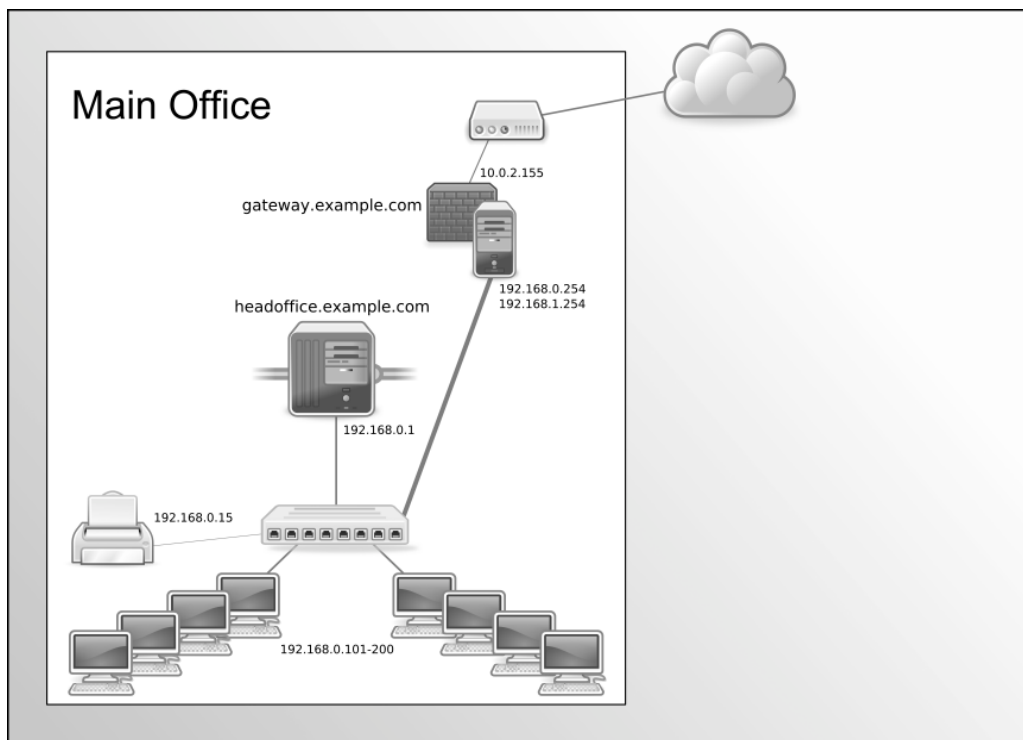 Main Office
10.0.2.155
gateway.example.com
192.168.0.254
192.168.1.254
headoffice.example.com
192.168.0.1
192.168.0.15
192.168.0.101-200